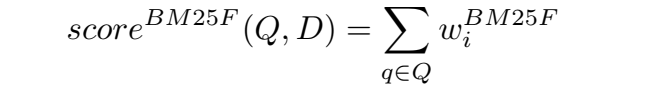 $score^{BM25F}(Q, D) = \sum_{q \in Q} w_i^{BM25F}$